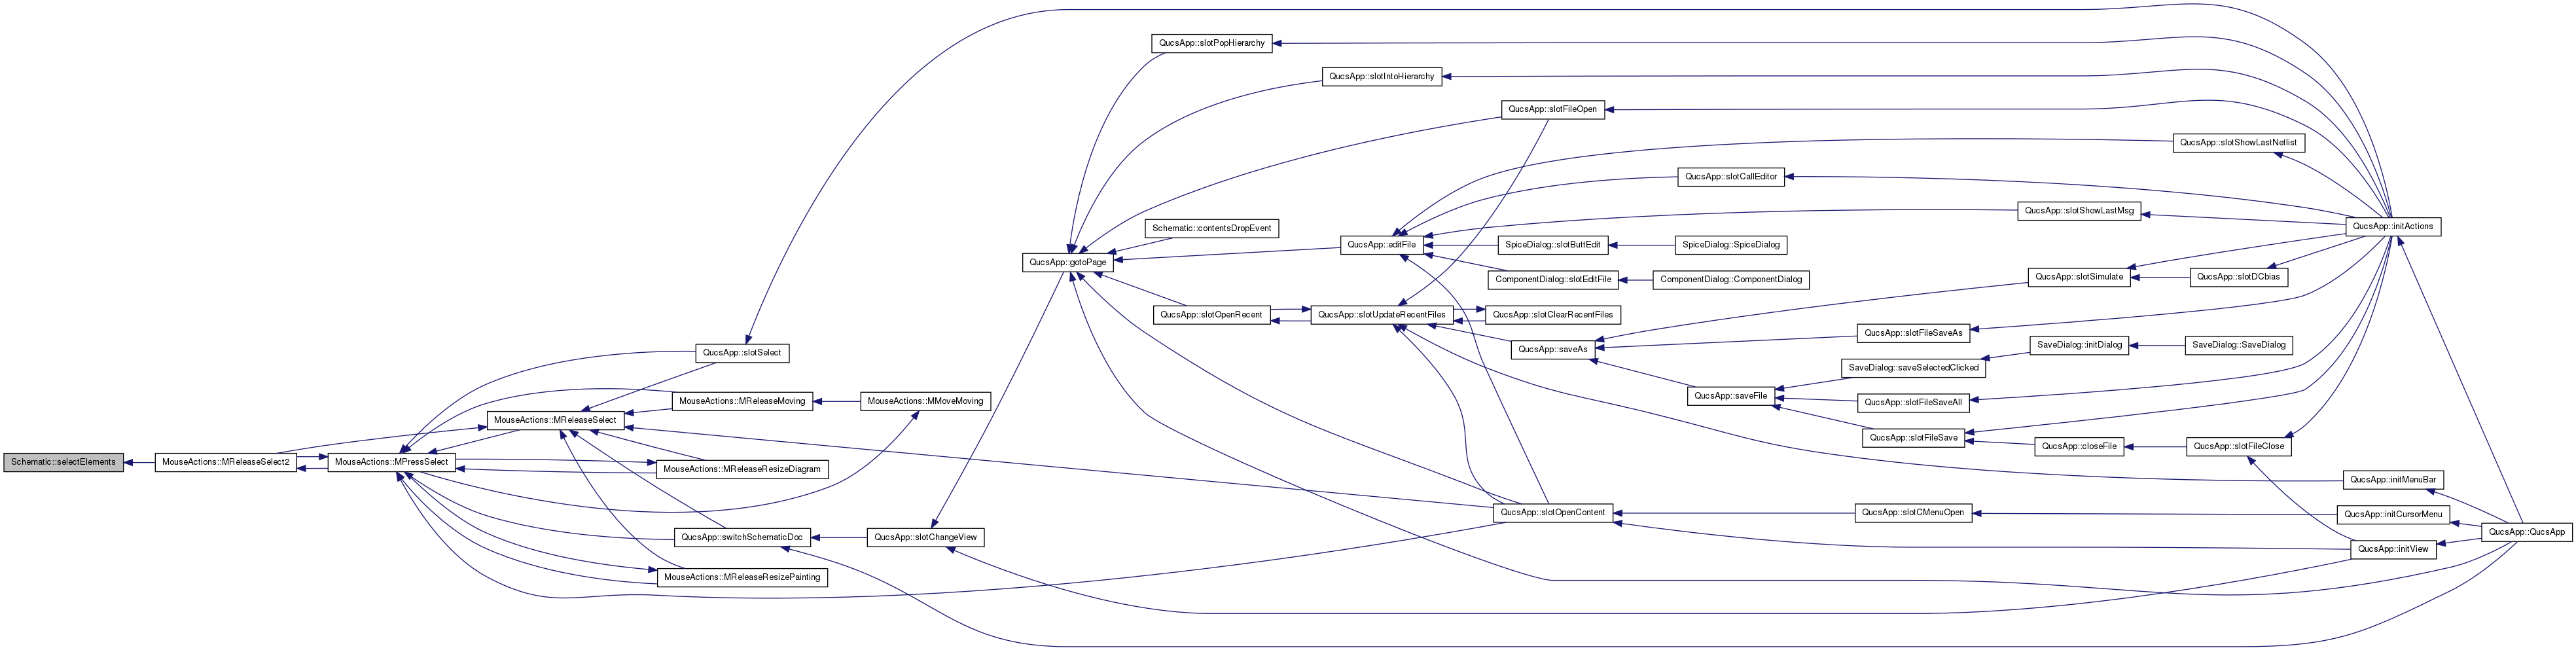 QucsApp::slotPopHierarchy
QucsApp::slotIntoHierarchy
QucsApp::slotFileOpen
QucsApp::slotShowLastNetlist
QucsApp::slotCallEditor
QucsApp::slotShowLastMsg
QucsApp::initActions
Schematic::contentsDropEvent
QucsApp::editFile
SpiceDialog::slotButtEdit
SpiceDialog::SpiceDialog
QucsApp::gotoPage
QucsApp::slotSimulate
QucsApp::slotDCbias
ComponentDialog::slotEditFile
ComponentDialog::ComponentDialog
QucsApp::slotOpenRecent
QucsApp::slotUpdateRecentFiles
QucsApp::slotClearRecentFiles
QucsApp::slotFileSaveAs
QucsApp::saveAs
SaveDialog::initDialog
SaveDialog::SaveDialog
QucsApp::slotSelect
SaveDialog::saveSelectedClicked
QucsApp::saveFile
QucsApp::slotFileSaveAll
MouseActions::MReleaseMoving
MouseActions::MMoveMoving
MouseActions::MReleaseSelect
QucsApp::slotFileSave
QucsApp::closeFile
QucsApp::slotFileClose
Schematic::selectElements
MouseActions::MReleaseSelect2
MouseActions::MPressSelect
MouseActions::MReleaseResizeDiagram
QucsApp::initMenuBar
QucsApp::slotOpenContent
QucsApp::slotCMenuOpen
QucsApp::initCursorMenu
QucsApp::QucsApp
QucsApp::switchSchematicDoc
QucsApp::slotChangeView
QucsApp::initView
MouseActions::MReleaseResizePainting